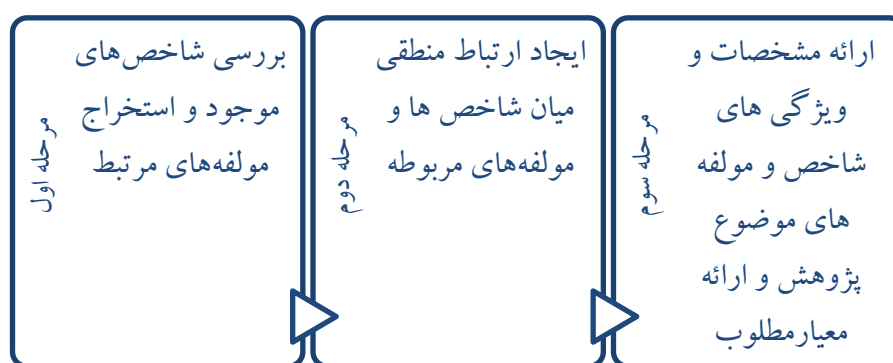 مرحله اول
بررسی شاخص‌های
موجود و استخراج
مولفه‌های مرتبط
مرحله دوم
ایجاد ارتباط منطقی
میان شاخص ها و
مولفه‌های مربوطه
مرحله سوم
ارائه مشخصات و
ویژگی های
شاخص و مولفه
های موضوع
پژوهش و ارائه
معیارمطلوب